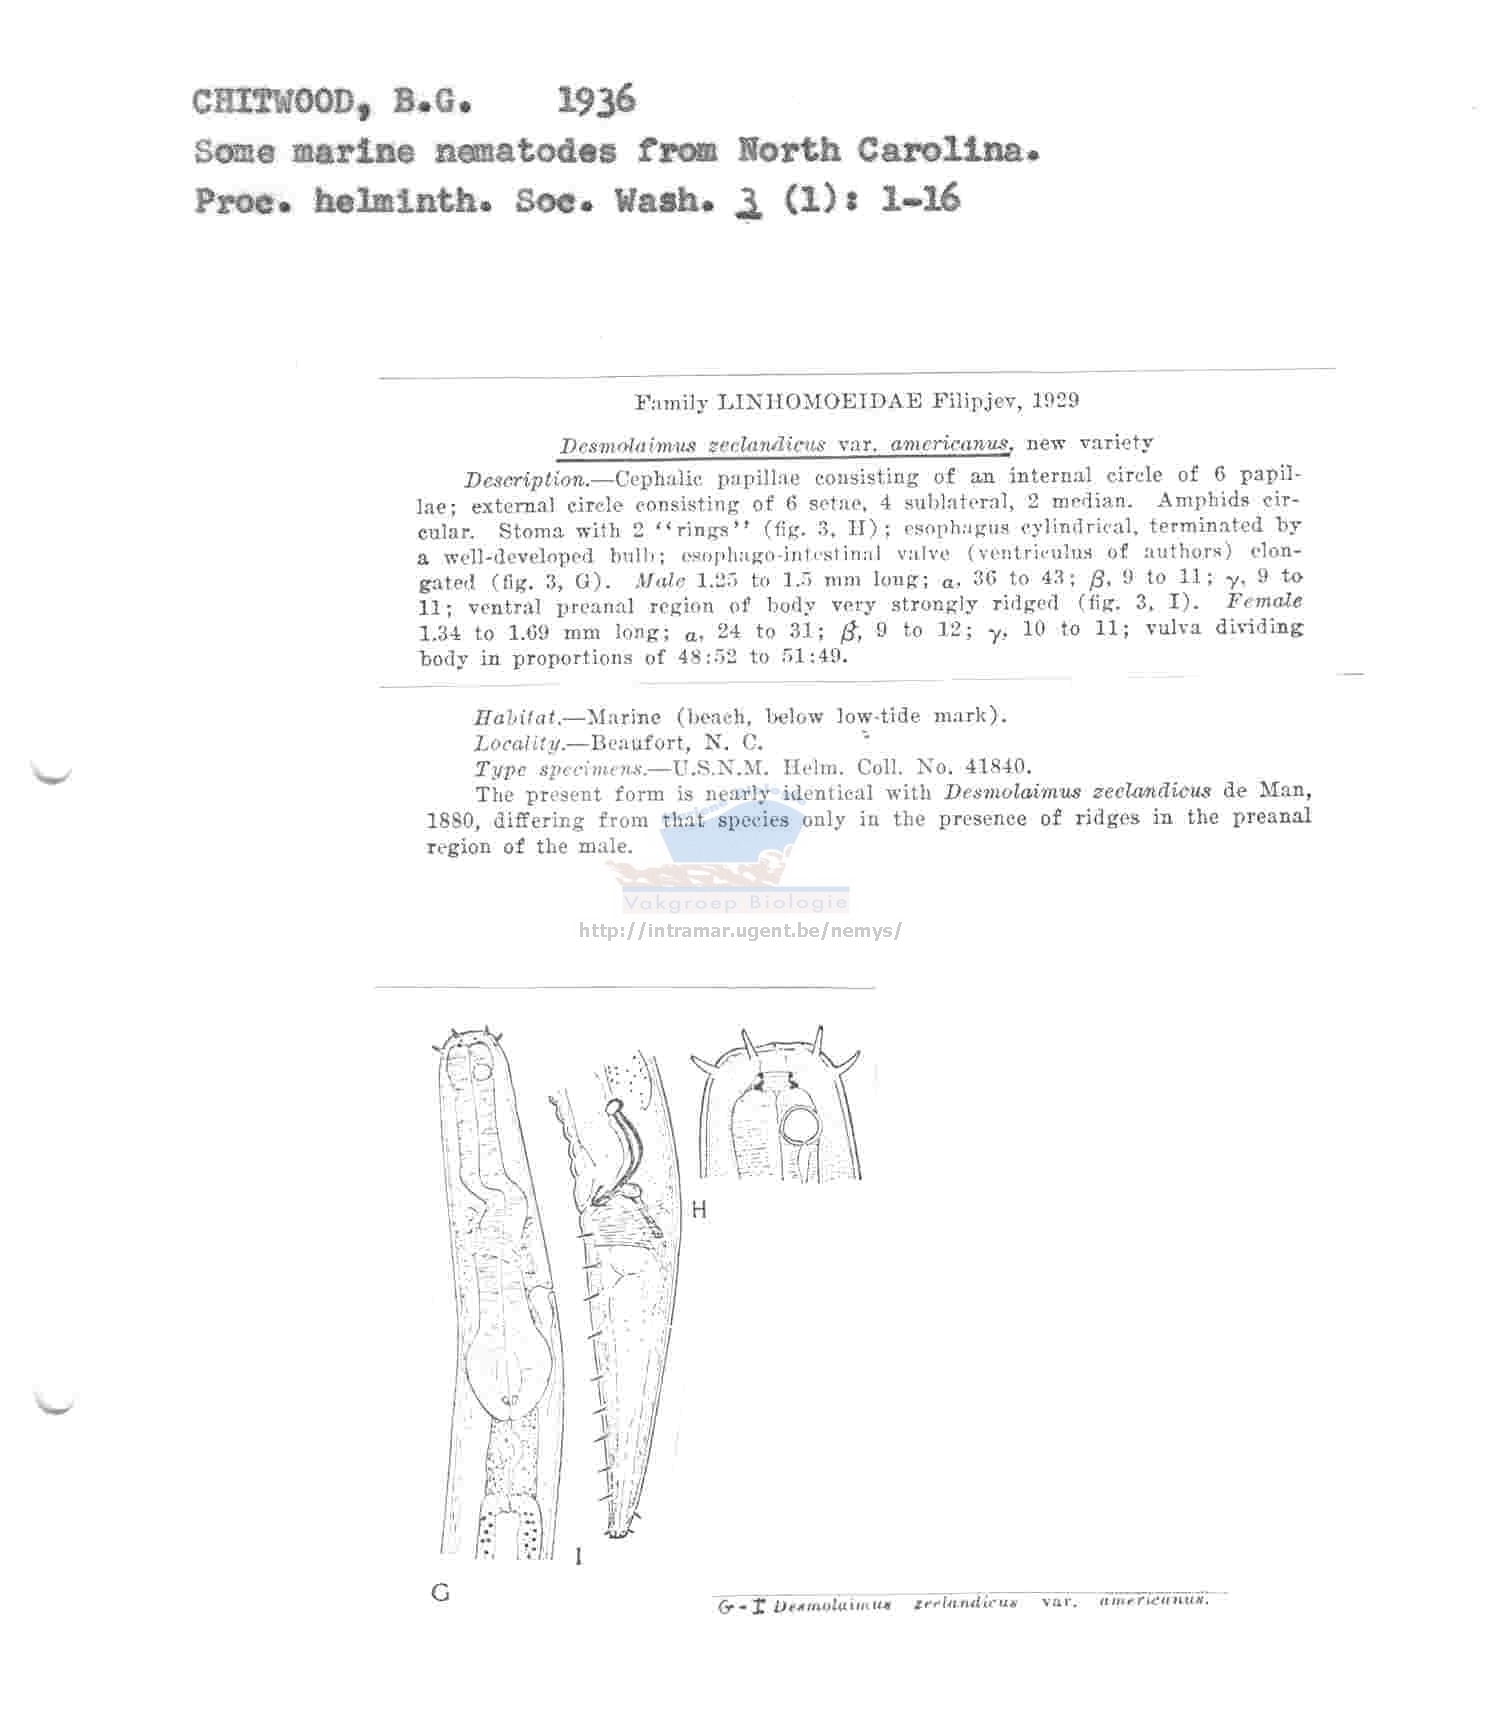 CHITWOOD, B.G. 1936
Some marine nematodes from North Carolina.
Proc. helminth. Soc. Wash. 3 (1): 1-16
Family LINHOMOEIDAE Filipjev, 1929
Desmolaimus zeelandicus var. americanus, new variety
Description.—Cephalic papillae consisting of an internal circle of 6 papil-
lae; external circle consisting of 6 setae, 4 sublateral, 2 median. Amphids cir-
cular. Stoma with 2 "rings" (fig. 3, H); esophagus cylindrical, terminated by
a well-developed bulb; esophago-intestinal valve (ventriculus of authors) elon-
gated (fig. 3, G). Male 1.25 to 1.5 mm long; α, 36 to 43; β, 9 to 11; γ, 9 to
11; ventral preanal region of body very strongly ridged (fig. 3, I). Female
1.34 to 1.69 mm long; α, 24 to 31; β, 9 to 12; γ, 10 to 11; vulva dividing
body in proportions of 48:52 to 51:49.
Habitat.—Marine (beach, below low-tide mark).
Locality.—Beaufort, N. C.
Type specimens.—U.S.N.M. Helm. Coll. No. 41840.
The present form is nearly identical with Desmolaimus zeelandicus de Man,
1880, differing from that species only in the presence of ridges in the preanal
region of the male.
Vakgroep Biologie
http://intramar.ugent.be/nemys/
H
I
G
G-I Desmolaimus zeelandicus var. americanus.